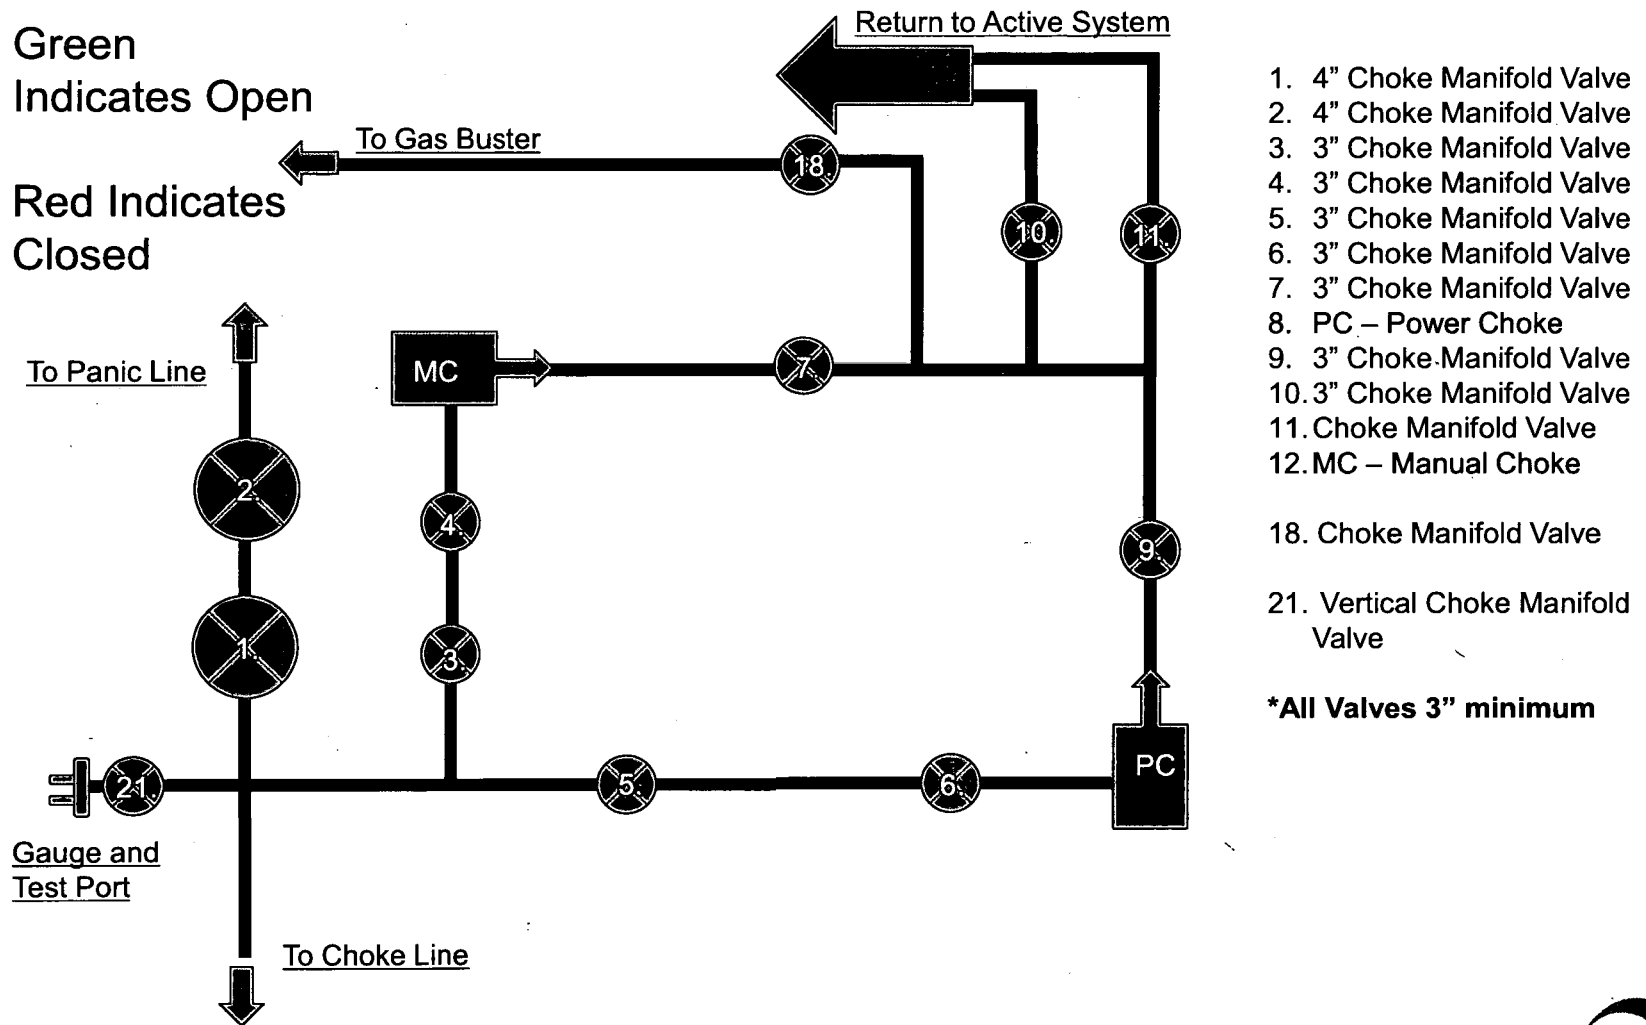 Green
Indicates Open
Red Indicates
Closed
Return to Active System
To Gas Buster
18.
10.
11.
To Panic Line
MC
7.
2.
4.
9.
1.
3.
21.
5.
6.
PC
Gauge and
Test Port
To Choke Line
1. 4” Choke Manifold Valve
2. 4” Choke Manifold Valve
3. 3” Choke Manifold Valve
4. 3” Choke Manifold Valve
5. 3” Choke Manifold Valve
6. 3” Choke Manifold Valve
7. 3” Choke Manifold Valve
8. PC – Power Choke
9. 3” Choke Manifold Valve
10. 3” Choke Manifold Valve
11. Choke Manifold Valve
12. MC – Manual Choke
18. Choke Manifold Valve
21. Vertical Choke Manifold
Valve
*All Valves 3” minimum